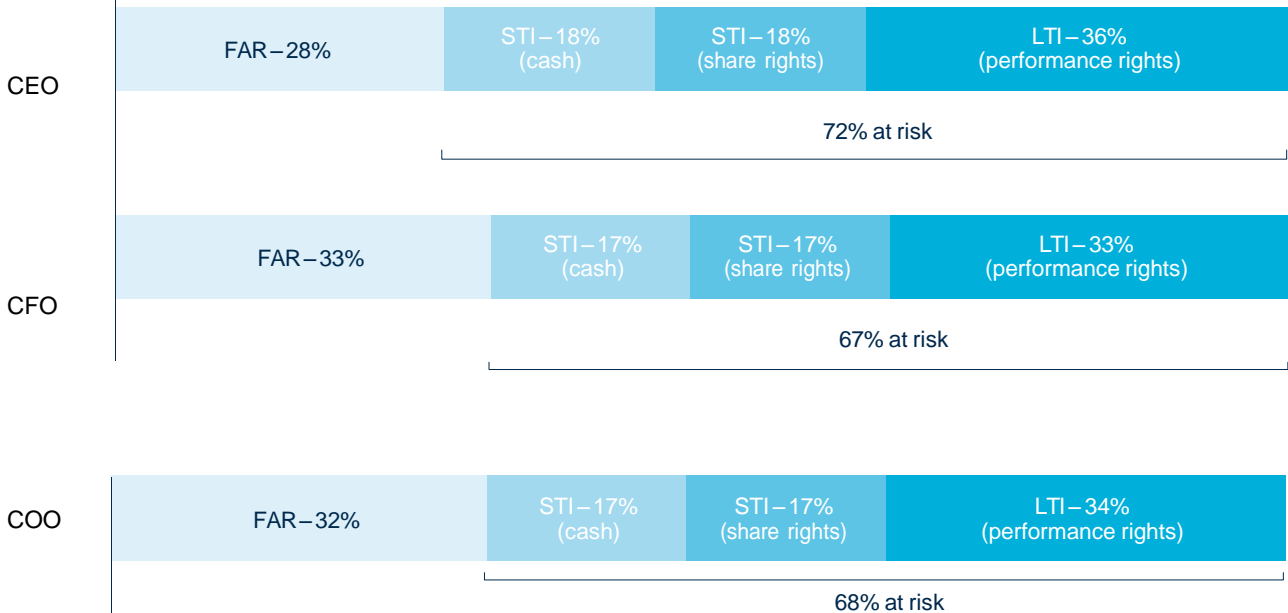 CEO
FAR–28%
STI–18%
(cash)
STI–18%
(share rights)
LTI–36%
(performance rights)
72% at risk
CFO
FAR–33%
STI–17%
(cash)
STI–17%
(share rights)
LTI–33%
(performance rights)
67% at risk
COO
FAR–32%
STI–17%
(cash)
STI–17%
(share rights)
LTI–34%
(performance rights)
68% at risk